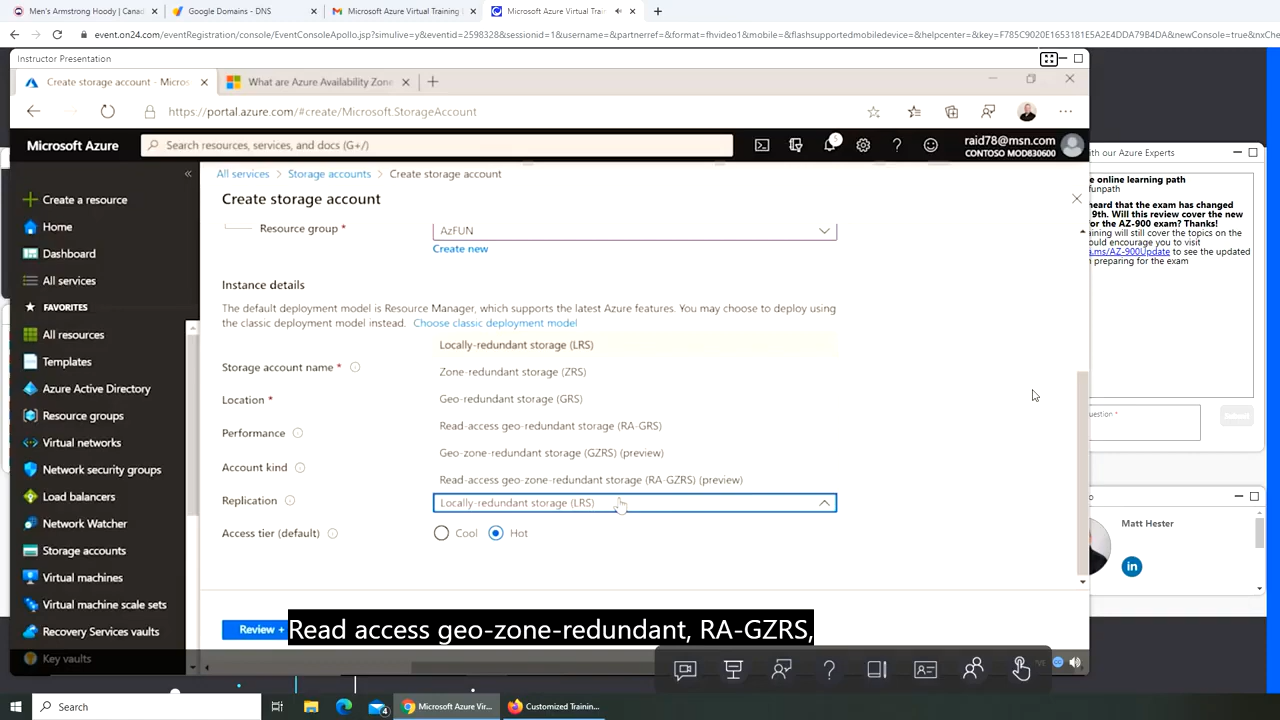 Men's Armstrong Hoody | Canad
Google Domains - DNS
Microsoft Azure Virtual Training
Microsoft Azure Virtual Train
event.on24.com/eventRegistration/console/EventConsoleApollo.jsp?simulive=y&eventid=2598328&sessionid=1&username=&partnerref=&format=fhvideo1&mobile=&flashsupportedmobiledevice=&helpcenter=&key=F785C9020E1653181E5A2E4DDA79B4DA&newConsole=true&nxChe
Instructor Presentation
Create storage account - Micros
What are Azure Availability Zone
https://portal.azure.com/#create/Microsoft.StorageAccount
Microsoft Azure
Search resources, services, and docs (G+/)
raid78@msn.com
CONTOSO MOD830600
All services > Storage accounts > Create storage account
Create storage account
Create a resource
Home
Dashboard
All services
FAVORITES
All resources
Templates
Azure Active Directory
Resource groups
Virtual networks
Network security groups
Load balancers
Network Watcher
Storage accounts
Virtual machines
Virtual machine scale sets
Recovery Services vaults
Key vaults
Resource group *
AzFUN
Create new
Instance details
The default deployment model is Resource Manager, which supports the latest Azure features. You may choose to deploy using
the classic deployment model instead. Choose classic deployment model
Storage account name *
Location *
Performance
Account kind
Replication
Access tier (default)
Locally-redundant storage (LRS)
Zone-redundant storage (ZRS)
Geo-redundant storage (GRS)
Read-access geo-redundant storage (RA-GRS)
Geo-zone-redundant storage (GZRS) (preview)
Read-access geo-zone-redundant storage (RA-GZRS) (preview)
Locally-redundant storage (LRS)
Cool
Hot
Review +
Read access geo-zone-redundant, RA-GZRS,
ath our Azure Experts
e online learning path
funpath
heard that the exam has changed
9th. Will this review cover the new
for the AZ-900 exam? Thanks!
aining will still cover the topics on the
ould encourage you to visit
a.ms/AZ-900Update to see the updated
n preparing for the exam
uestion *
Submit
Matt Hester
in
Search
4
Microsoft Azure Vir...
Customized Trainin...